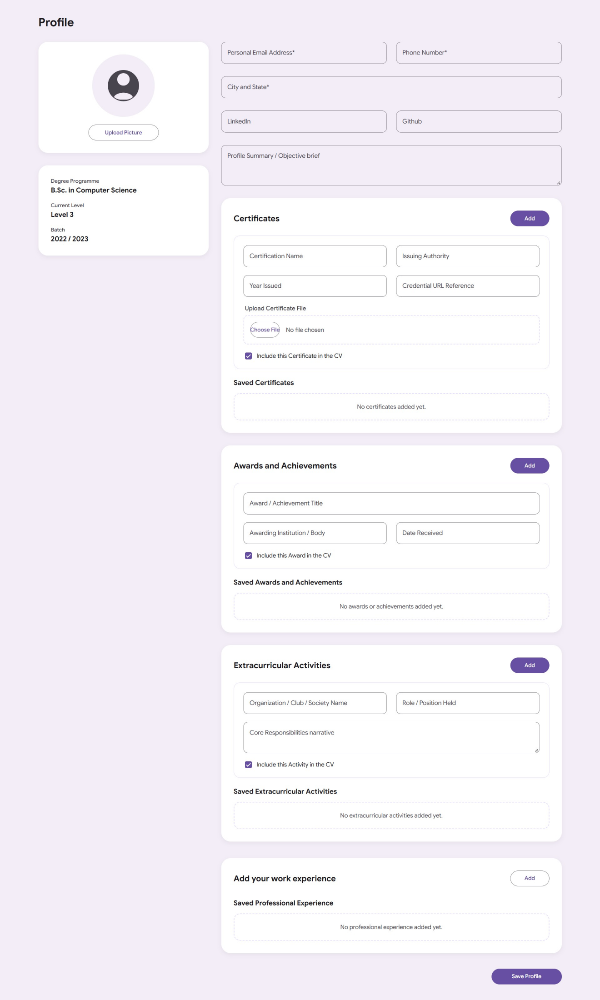 Profile
Upload Picture
Degree Programme
B.Sc. in Computer Science
Current Level
Level 3
Batch
2022 / 2023
Personal Email Address*
Phone Number*
City and State*
LinkedIn
Github
Profile Summary / Objective brief
Certificates
Add
Certification Name
Issuing Authority
Year Issued
Credential URL Reference
Upload Certificate File
Choose File
No file chosen
Include this Certificate in the CV
Saved Certificates
No certificates added yet.
Awards and Achievements
Add
Award / Achievement Title
Awarding Institution / Body
Date Received
Include this Award in the CV
Saved Awards and Achievements
No awards or achievements added yet.
Extracurricular Activities
Add
Organization / Club / Society Name
Role / Position Held
Core Responsibilities narrative
Include this Activity in the CV
Saved Extracurricular Activities
No extracurricular activities added yet.
Add your work experience
Add
Saved Professional Experience
No professional experience added yet.
Save Profile